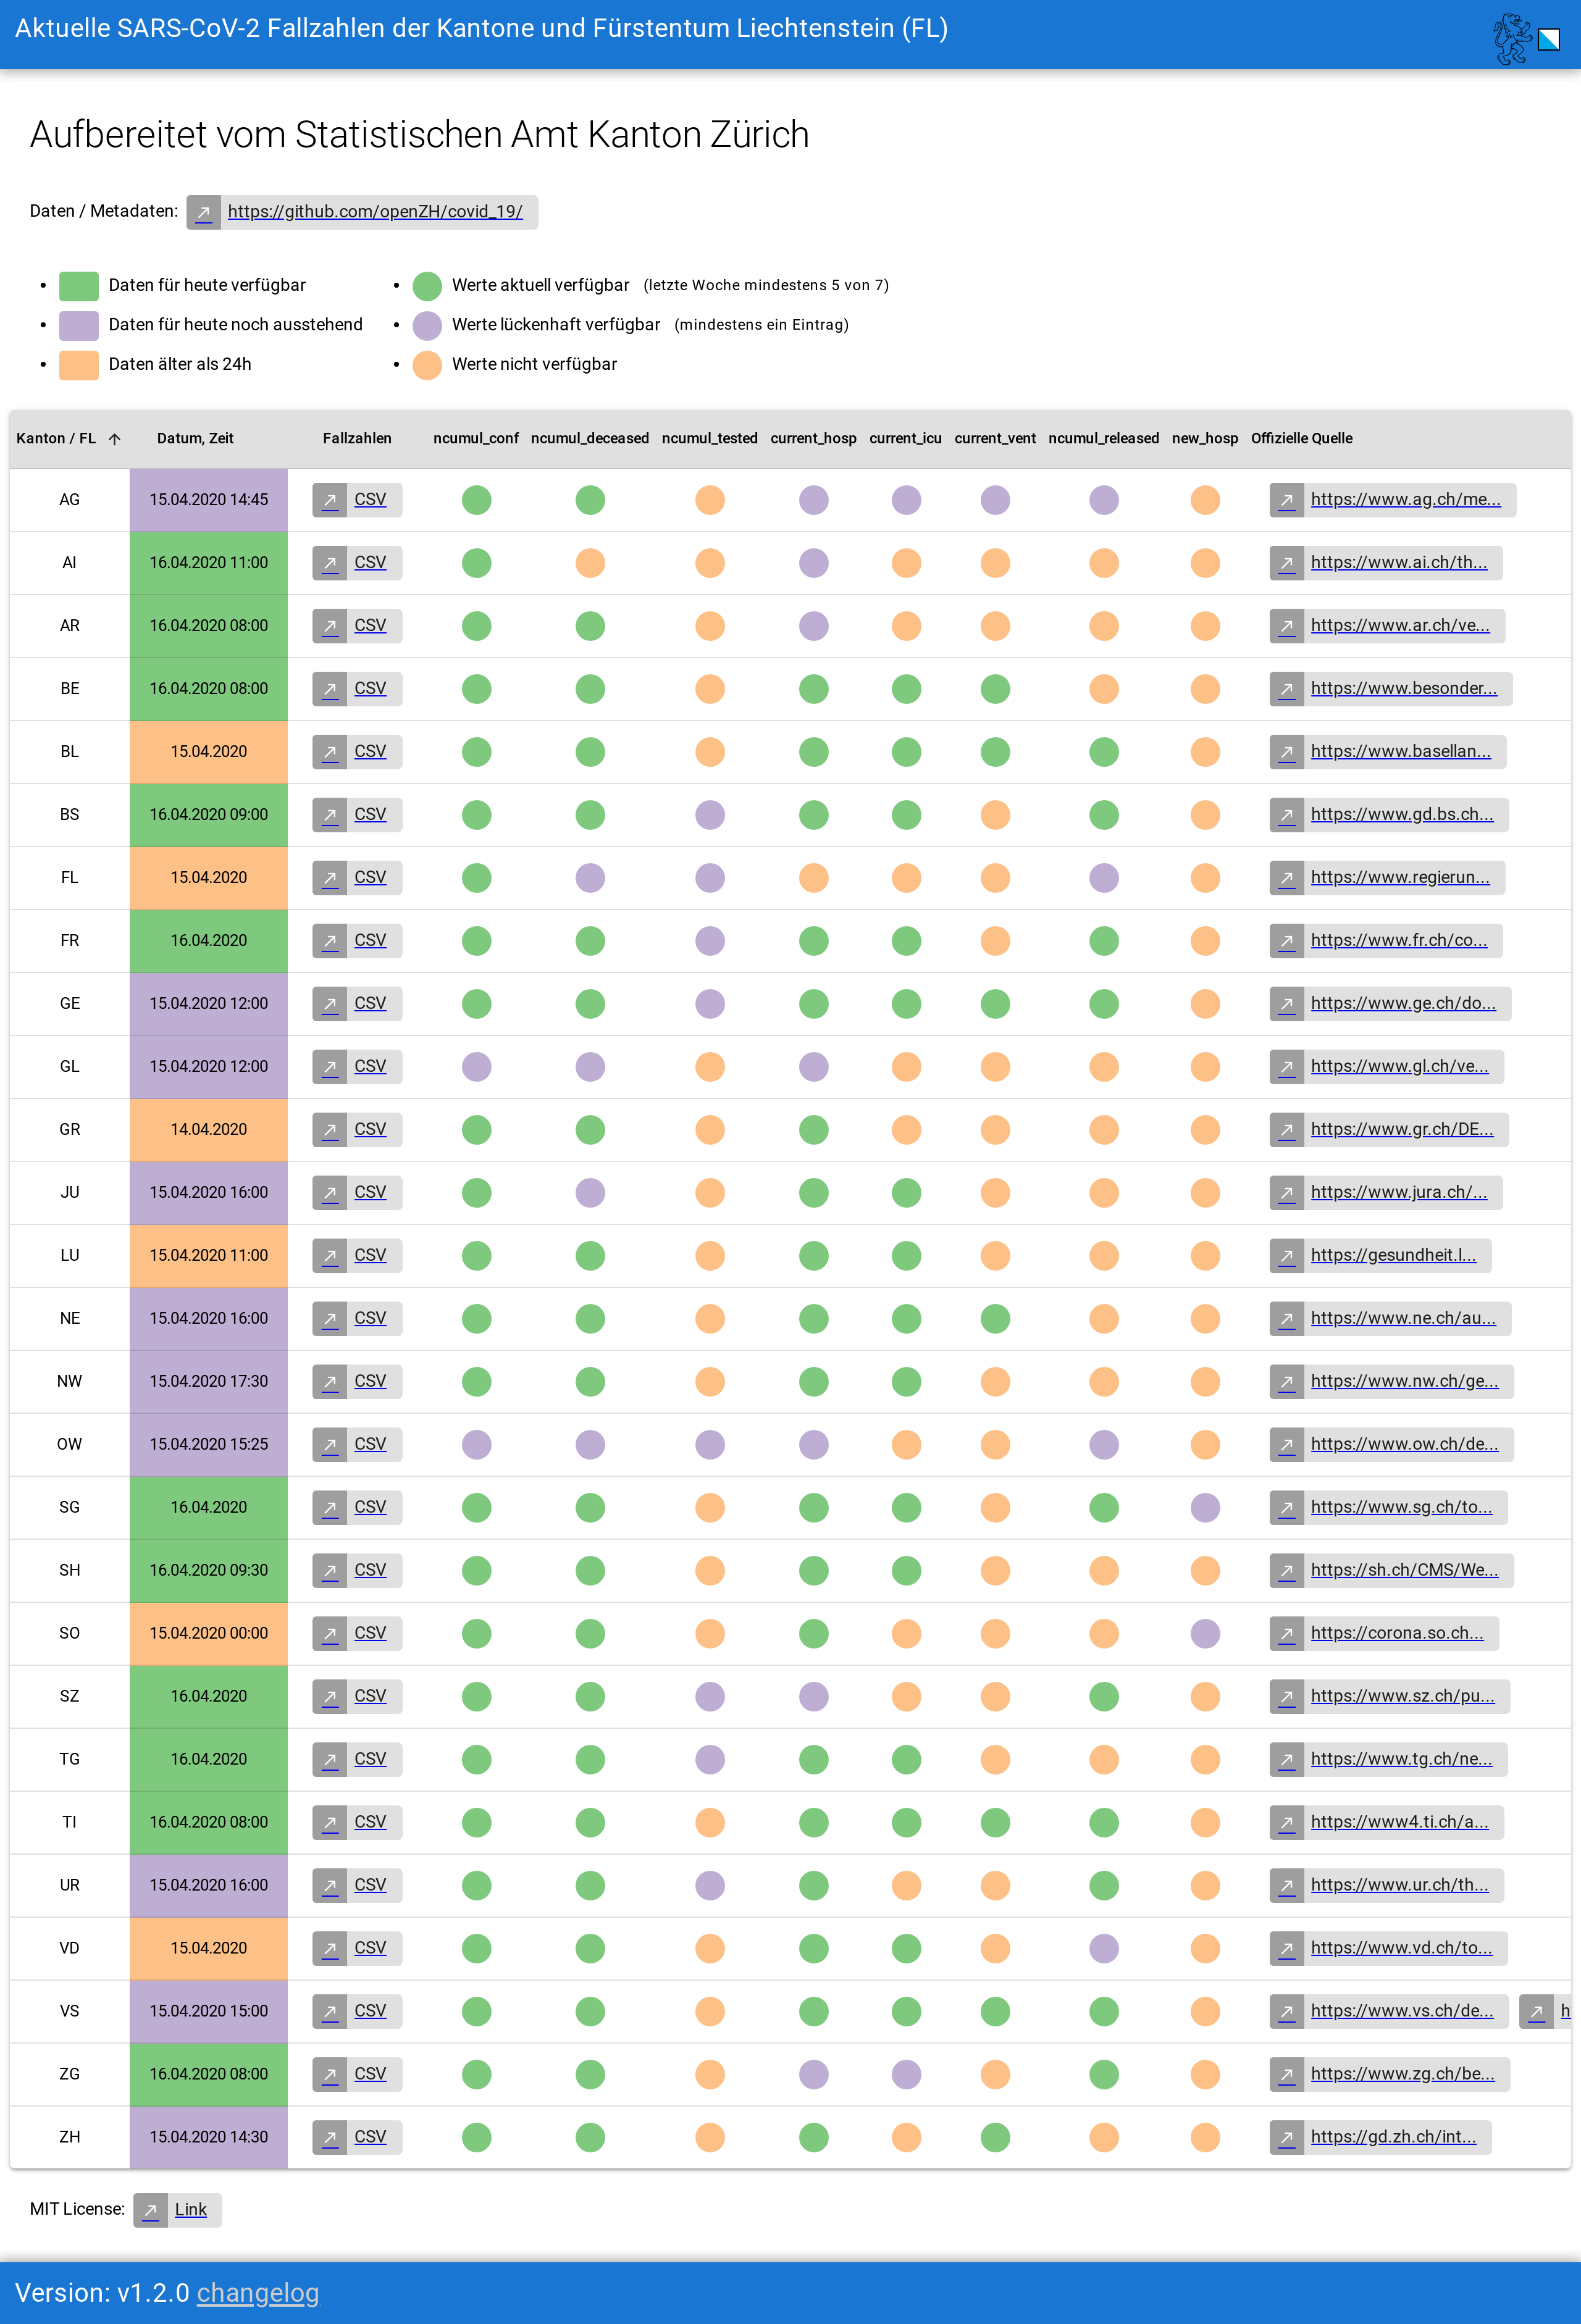 Aktuelle SARS-CoV-2 Fallzahlen der Kantone und Fürstentum Liechtenstein (FL)
Aufbereitet vom Statistischen Amt Kanton Zürich
Daten / Metadaten: https://github.com/openZH/covid_19/
Daten für heute verfügbar
Daten für heute noch ausstehend
Daten älter als 24h
Werte aktuell verfügbar (letzte Woche mindestens 5 von 7)
Werte lückenhaft verfügbar (mindestens ein Eintrag)
Werte nicht verfügbar
Kanton / FL Datum, Zeit Fallzahlen ncumul_conf ncumul_deceased ncumul_tested current_hosp current_icu current_vent ncumul_released new_hosp Offizielle Quelle
AG 15.04.2020 14:45 CSV https://www.ag.ch/me...
AI 16.04.2020 11:00 CSV https://www.ai.ch/th...
AR 16.04.2020 08:00 CSV https://www.ar.ch/ve...
BE 16.04.2020 08:00 CSV https://www.besonder...
BL 15.04.2020 CSV https://www.basellan...
BS 16.04.2020 09:00 CSV https://www.gd.bs.ch...
FL 15.04.2020 CSV https://www.regierun...
FR 16.04.2020 CSV https://www.fr.ch/co...
GE 15.04.2020 12:00 CSV https://www.ge.ch/do...
GL 15.04.2020 12:00 CSV https://www.gl.ch/ve...
GR 14.04.2020 CSV https://www.gr.ch/DE...
JU 15.04.2020 16:00 CSV https://www.jura.ch/...
LU 15.04.2020 11:00 CSV https://gesundheit.l...
NE 15.04.2020 16:00 CSV https://www.ne.ch/au...
NW 15.04.2020 17:30 CSV https://www.nw.ch/ge...
OW 15.04.2020 15:25 CSV https://www.ow.ch/de...
SG 16.04.2020 CSV https://www.sg.ch/to...
SH 16.04.2020 09:30 CSV https://sh.ch/CMS/We...
SO 15.04.2020 00:00 CSV https://corona.so.ch...
SZ 16.04.2020 CSV https://www.sz.ch/pu...
TG 16.04.2020 CSV https://www.tg.ch/ne...
TI 16.04.2020 08:00 CSV https://www4.ti.ch/a...
UR 15.04.2020 16:00 CSV https://www.ur.ch/th...
VD 15.04.2020 CSV https://www.vd.ch/to...
VS 15.04.2020 15:00 CSV https://www.vs.ch/de... h
ZG 16.04.2020 08:00 CSV https://www.zg.ch/be...
ZH 15.04.2020 14:30 CSV https://gd.zh.ch/int...
MIT License: Link
Version: v1.2.0 changelog